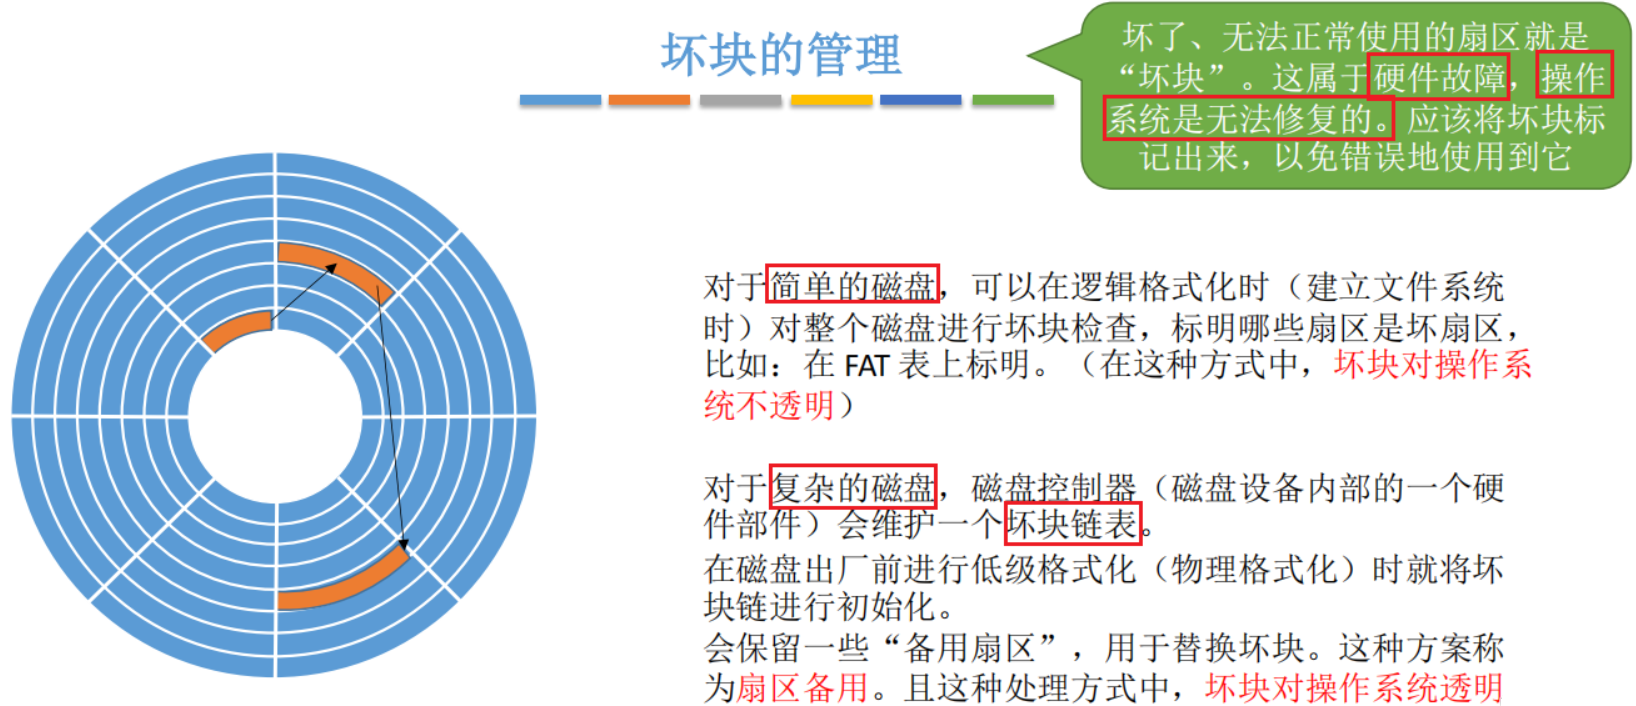 坏块的管理
坏了、无法正常使用的扇区就是
“坏块”。这属于硬件故障，操作
系统是无法修复的。应该将坏块标
记出来，以免错误地使用到它
对于简单的磁盘，可以在逻辑格式化时（建立文件系统
时）对整个磁盘进行坏块检查，标明哪些扇区是坏扇区，
比如：在 FAT 表上标明。（在这种方式中，坏块对操作系
统不透明）
对于复杂的磁盘，磁盘控制器（磁盘设备内部的一个硬
件部件）会维护一个坏块链表。
在磁盘出厂前进行低级格式化（物理格式化）时就将坏
块链进行初始化。
会保留一些“备用扇区”，用于替换坏块。这种方案称
为扇区备用。且这种处理方式中，坏块对操作系统透明